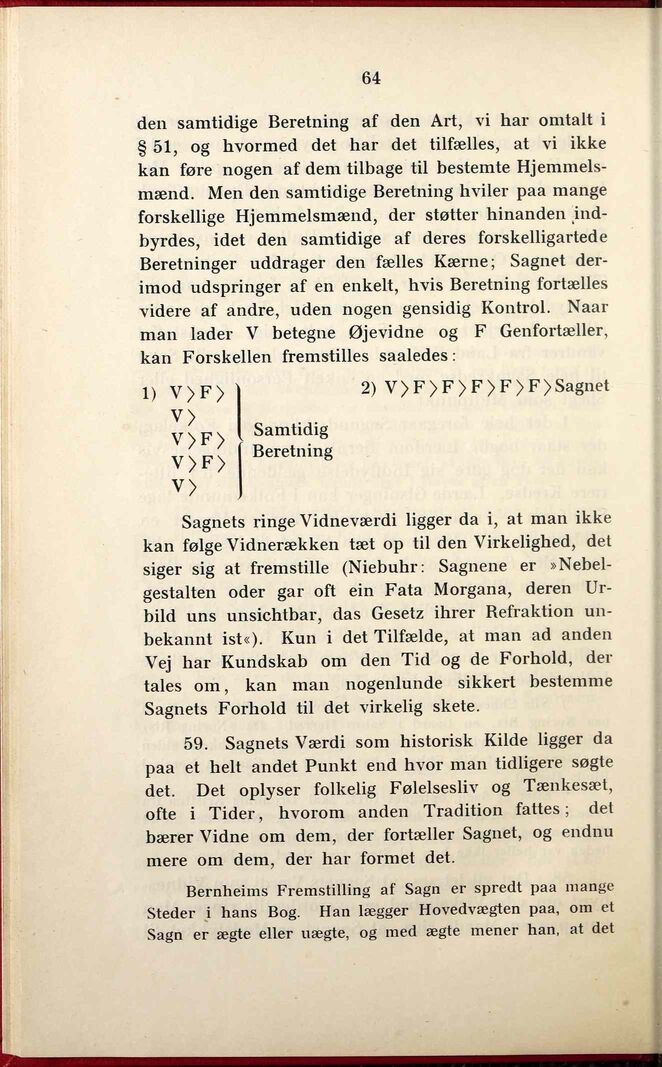 64
den samtidige Beretning af den Art, vi har omtalt i
§ 51, og hvormed det har det tilfælles, at vi ikke
kan føre nogen af dem tilbage til bestemte Hjemmels-
mænd. Men den samtidige Beretning hviler paa mange
forskellige Hjemmelsmænd, der støtter hinanden ind-
byrdes, idet den samtidige af deres forskelligartede
Beretninger uddrager den fælles Kærne; Sagnet der-
imod udspringer af en enkelt, hvis Beretning fortælles
videre af andre, uden nogen gensidig Kontrol. Naar
man lader V betegne Øjevidne og F Genfortæller,
kan Forskellen fremstilles saaledes:
1) V⟩F⟩
V⟩
V⟩F⟩
V⟩F⟩
V⟩
Samtidig
Beretning
2) V⟩F⟩F⟩F⟩F⟩F⟩Sagnet
Sagnets ringe Vidneværdi ligger da i, at man ikke
kan følge Vidnerækken tæt op til den Virkelighed, det
siger sig at fremstille (Niebuhr: Sagnene er »Nebel-
gestalten oder gar oft ein Fata Morgana, deren Ur-
bild uns unsichtbar, das Gesetz ihrer Refraktion un-
bekannt ist«). Kun i det Tilfælde, at man ad anden
Vej har Kundskab om den Tid og de Forhold, der
tales om, kan man nogenlunde sikkert bestemme
Sagnets Forhold til det virkelig skete.
59. Sagnets Værdi som historisk Kilde ligger da
paa et helt andet Punkt end hvor man tidligere søgte
det. Det oplyser folkelig Følelsesliv og Tænkesæt,
ofte i Tider, hvorom anden Tradition fattes; det
bærer Vidne om dem, der fortæller Sagnet, og endnu
mere om dem, der har formet det.
Bernheims Fremstilling af Sagn er spredt paa mange
Steder i hans Bog. Han lægger Hovedvægten paa, om et
Sagn er ægte eller uægte, og med ægte mener han, at det